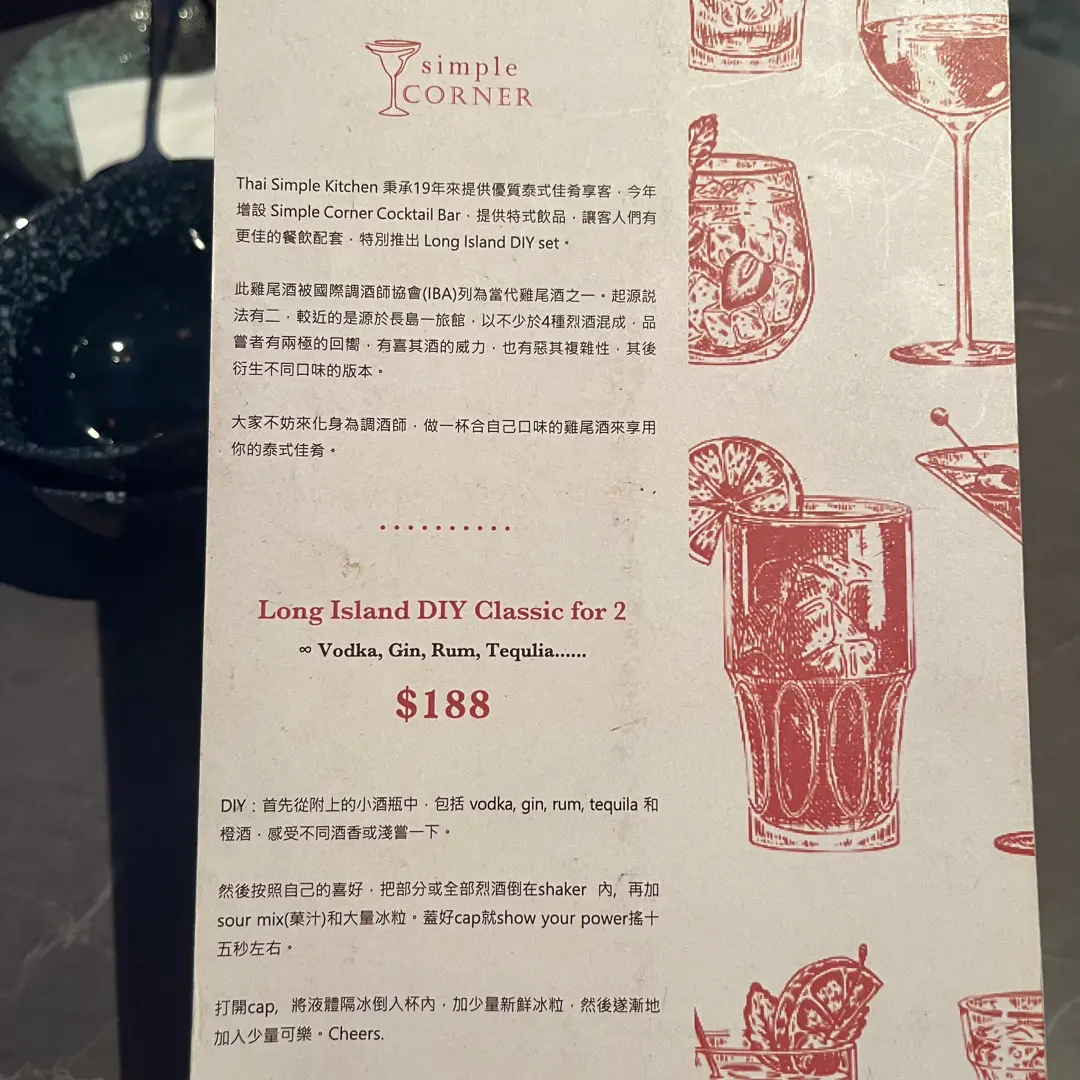 simple
CORNER
Thai Simple Kitchen 秉承19年來提供優質泰式佳肴享客，今年
增設 Simple Corner Cocktail Bar，提供特式飲品，讓客人們有
更佳的餐飲配套，特別推出 Long Island DIY set。
此雞尾酒被國際調酒師協會(IBA)列為當代雞尾酒之一。起源説
法有二，較近的是源於長島一旅館，以不少於4種烈酒混成，品
嘗者有兩極的回嚮，有喜其酒的威力，也有惡其複雜性，其後
衍生不同口味的版本。
大家不妨來化身為調酒師，做一杯合自己口味的雞尾酒來享用
你的泰式佳肴。
Long Island DIY Classic for 2
∞ Vodka, Gin, Rum, Tequlia......
$188
DIY：首先從附上的小酒瓶中，包括 vodka, gin, rum, tequila 和
橙酒，感受不同酒香或淺嘗一下。
然後按照自己的喜好，把部分或全部烈酒倒在shaker 內, 再加
sour mix(菓汁)和大量冰粒。蓋好cap就show your power搖十
五秒左右。
打開cap, 將液體隔冰倒入杯內，加少量新鮮冰粒，然後逐漸地
加入少量可樂。Cheers.